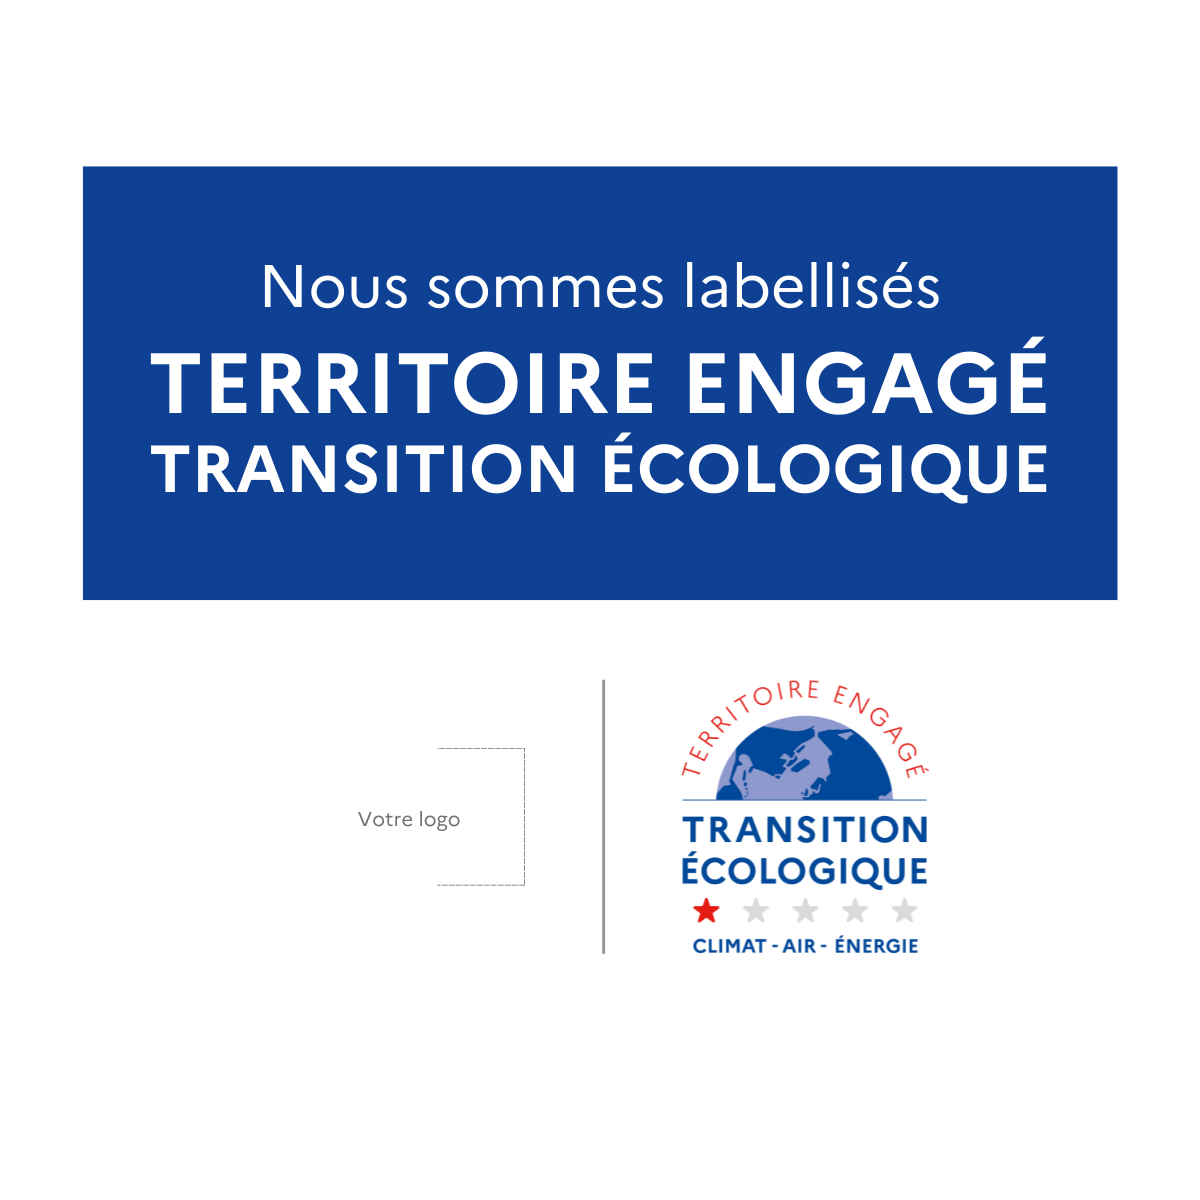 Nous sommes labellisés
TERRITOIRE ENGAGÉ
TRANSITION ÉCOLOGIQUE
Votre logo
TERRITOIRE ENGAGÉ
TRANSITION
ÉCOLOGIQUE
CLIMAT - AIR - ÉNERGIE